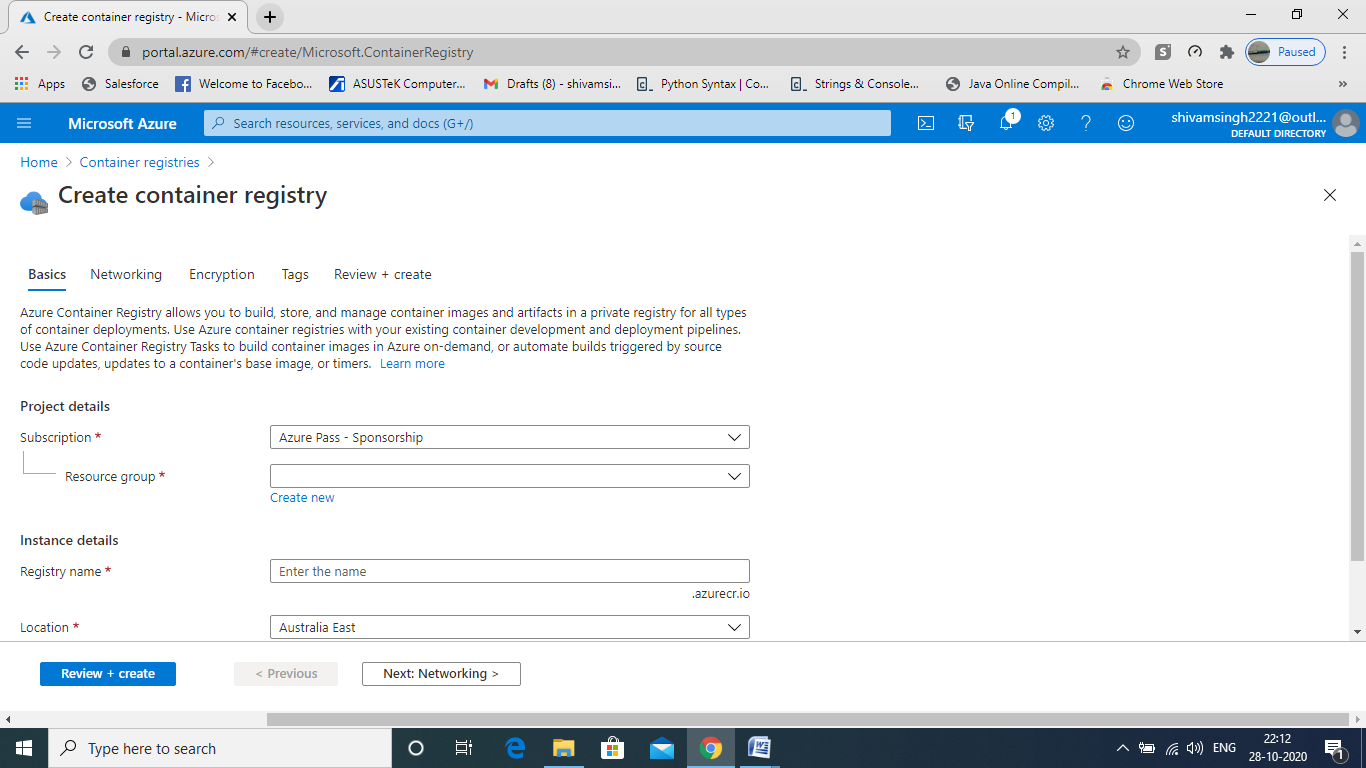 Create container registry - Micros
portal.azure.com/#create/Microsoft.ContainerRegistry
Paused
Apps
Salesforce
Welcome to Facebo...
ASUSTeK Computer...
Drafts (8) - shivamsi...
Python Syntax | Co...
Strings & Console...
Java Online Compil...
Chrome Web Store
Microsoft Azure
Search resources, services, and docs (G+/)
1
shivamsingh2221@outl...
DEFAULT DIRECTORY
Home > Container registries >
Create container registry
Basics
Networking
Encryption
Tags
Review + create
Azure Container Registry allows you to build, store, and manage container images and artifacts in a private registry for all types
of container deployments. Use Azure container registries with your existing container development and deployment pipelines.
Use Azure Container Registry Tasks to build container images in Azure on-demand, or automate builds triggered by source
code updates, updates to a container's base image, or timers. Learn more
Project details
Subscription *
Azure Pass - Sponsorship
Resource group *
Create new
Instance details
Registry name *
Enter the name
.azurecr.io
Location *
Australia East
Review + create
< Previous
Next: Networking >
Type here to search
ENG
22:12
28-10-2020
1